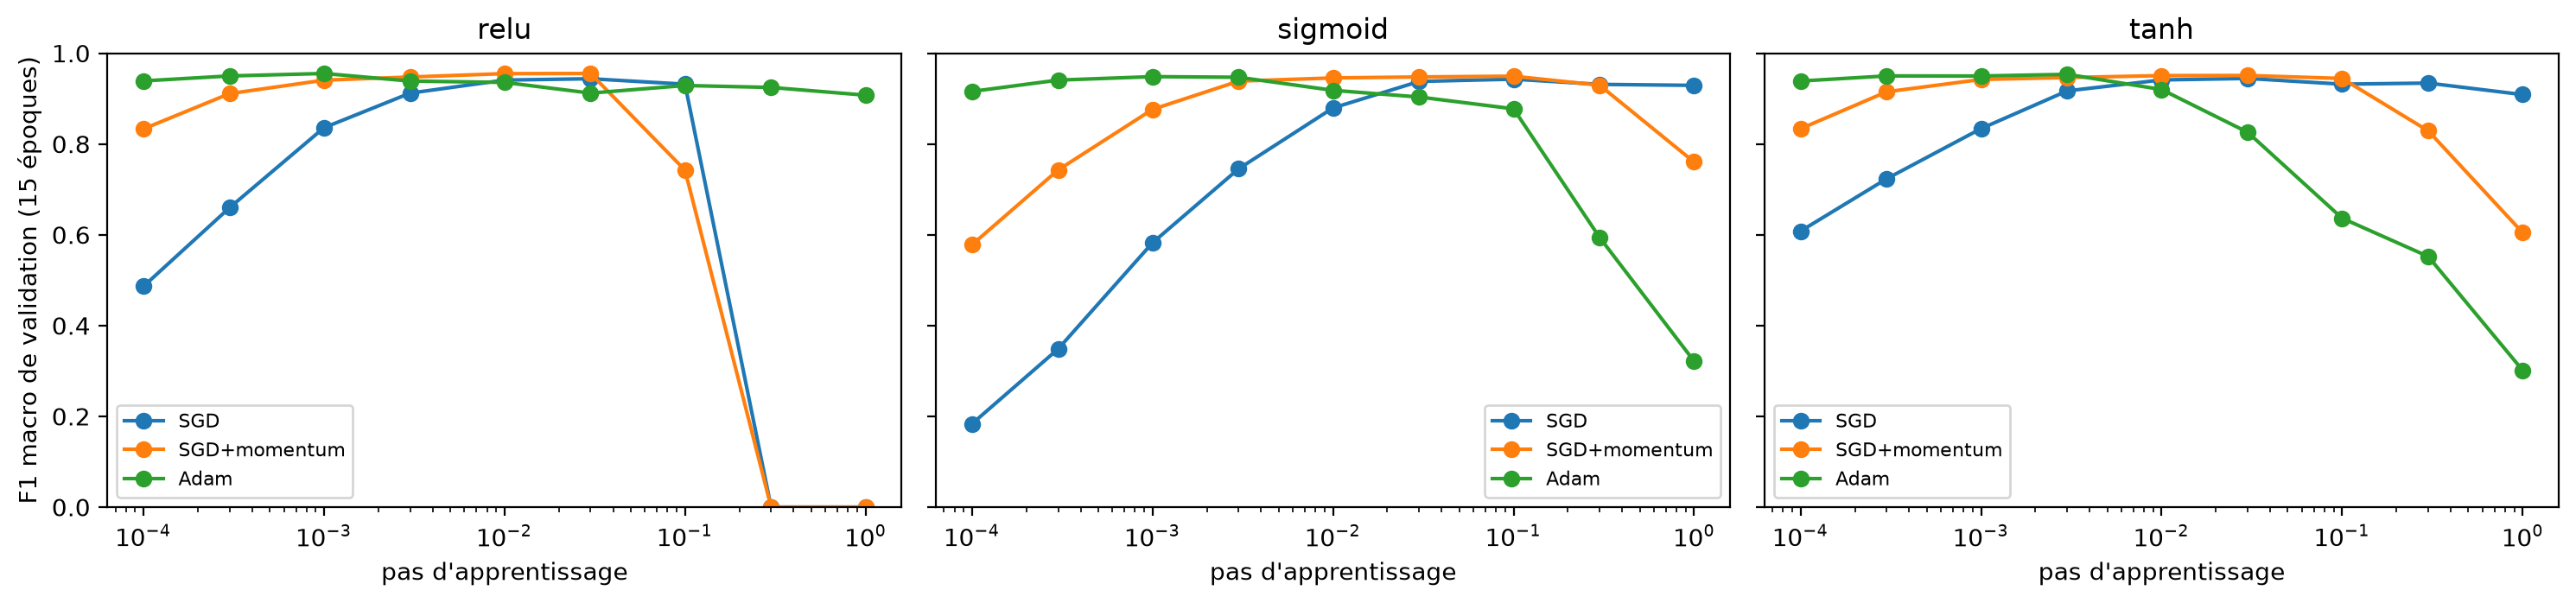 relu
sigmoid
tanh
F1 macro de validation (15 époques)
1.0
0.8
0.6
0.4
0.2
0.0
SGD
SGD+momentum
Adam
10⁻⁴ 10⁻³ 10⁻² 10⁻¹ 10⁰
pas d'apprentissage
SGD
SGD+momentum
Adam
10⁻⁴ 10⁻³ 10⁻² 10⁻¹ 10⁰
pas d'apprentissage
SGD
SGD+momentum
Adam
10⁻⁴ 10⁻³ 10⁻² 10⁻¹ 10⁰
pas d'apprentissage